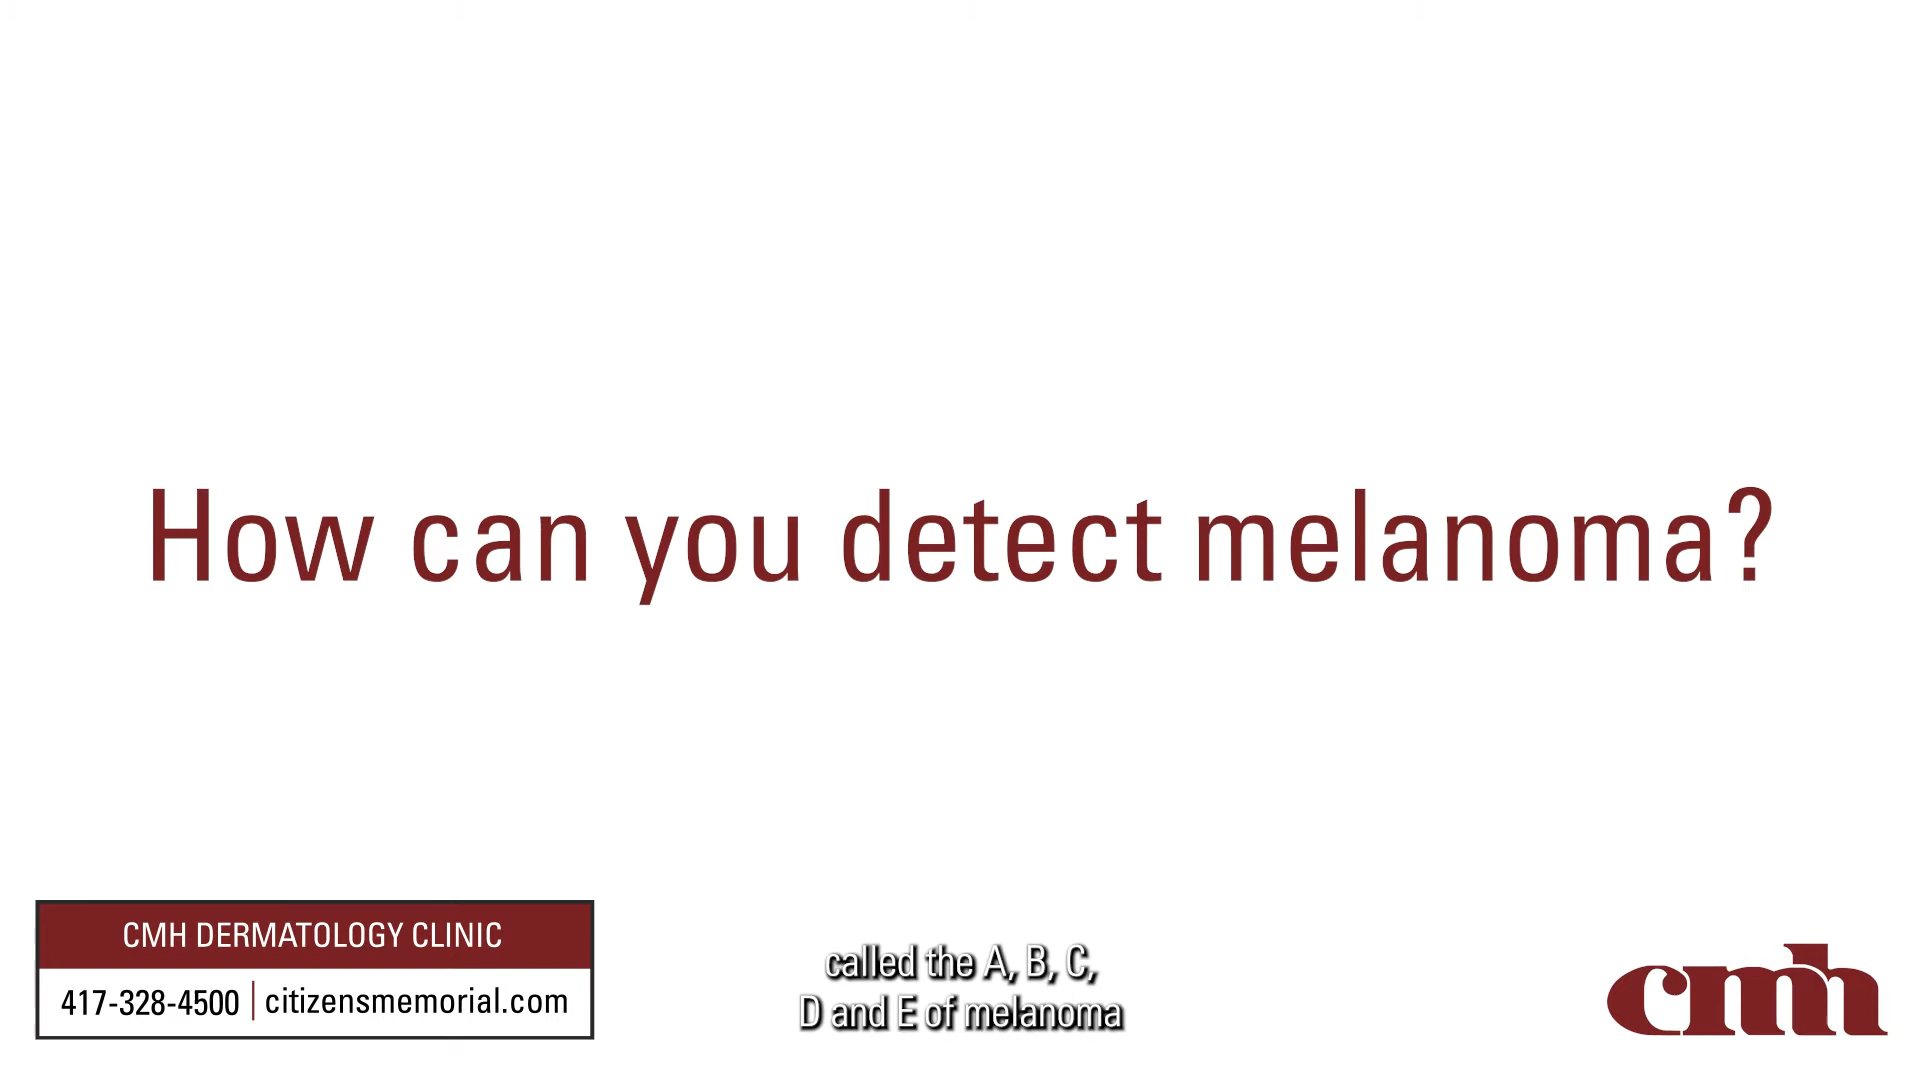 How can you detect melanoma?
CMH DERMATOLOGY CLINIC
417-328-4500 | citizensmemorial.com
called the A, B, C,
D and E of melanoma
cmh